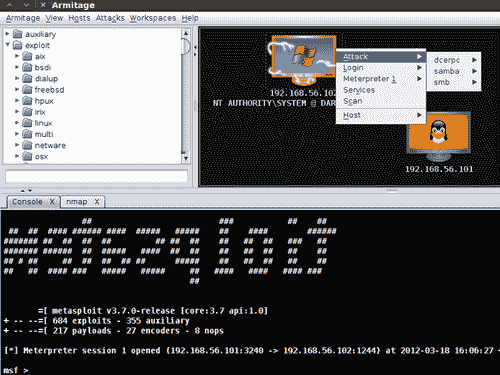 Armitage
Armitage View Hosts Attacks Workspaces Help
auxiliary
exploit
aix
bsdi
dialup
freebsd
hpux
irix
linux
multi
netware
osx
Attack
Login
Meterpreter 1
Services
Scan
Host
dcerpc
samba
smb
192.168.56.102
NT AUTHORITY\SYSTEM @ DAR
192.168.56.101
Console X
nmap X
=[ metasploit v3.7.0-release [core:3.7 api:1.0]
+ -- --=[ 684 exploits - 355 auxiliary
+ -- --=[ 217 payloads - 27 encoders - 8 nops
[*] Meterpreter session 1 opened (192.168.56.101:3240 -> 192.168.56.102:1244) at 2012-03-18 16:06:27
msf >